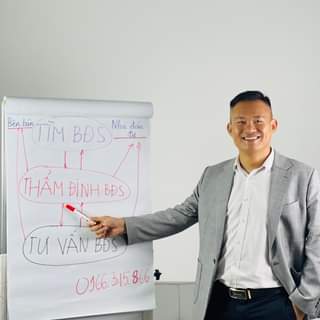 Bên bán
Nhà đầu tư
TÌM BĐS
THẨM ĐỊNH BĐS
TƯ VẤN BĐS
0966.315.866